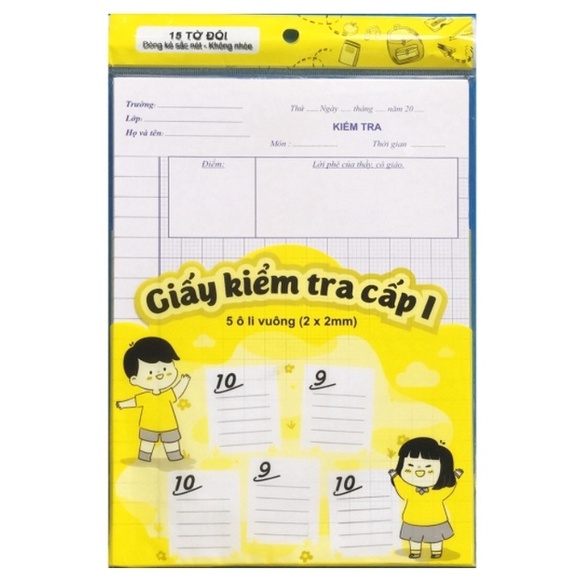 15 TỜ ĐÔI
Dòng kẻ sắc nét - Không nhòe
Trường:
Lớp:
Họ và tên:
Thứ ..... Ngày ..... tháng ..... năm 20 .....
KIỂM TRA
Môn : ............... Thời gian ...............
Điểm: Lời phê của thầy, cô giáo.
Giấy kiểm tra cấp I
5 ô li vuông (2 x 2mm)
10 9
10 9 10